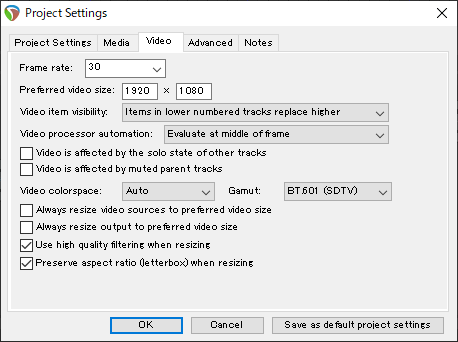 Project Settings
Project Settings Media Video Advanced Notes
Frame rate: 30
Preferred video size: 1920 × 1080
Video item visibility: Items in lower numbered tracks replace higher
Video processor automation: Evaluate at middle of frame
Video is affected by the solo state of other tracks
Video is affected by muted parent tracks
Video colorspace: Auto Gamut: BT.601 (SDTV)
Always resize video sources to preferred video size
Always resize output to preferred video size
Use high quality filtering when resizing
Preserve aspect ratio (letterbox) when resizing
OK Cancel Save as default project settings